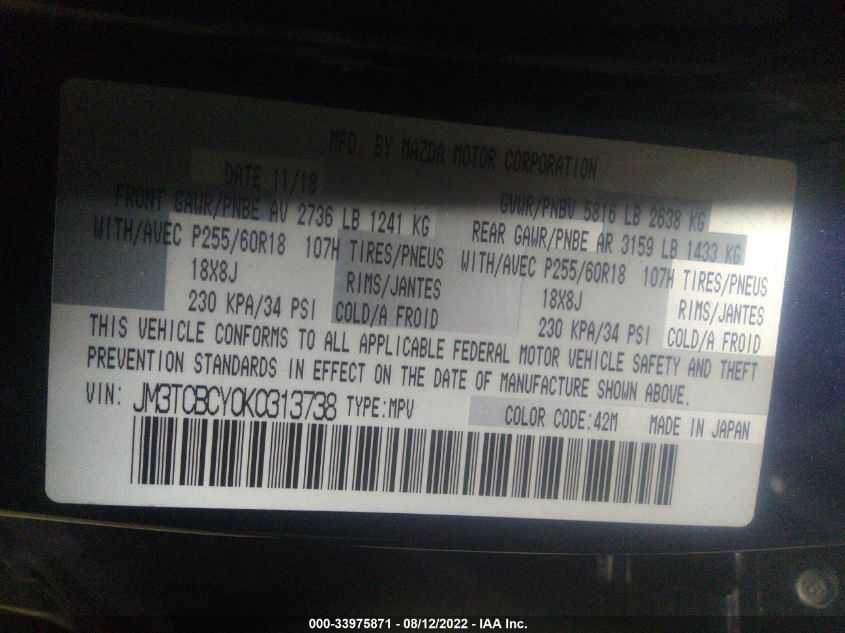 MFD. BY MAZDA MOTOR CORPORATION
DATE 11/18 GVWR/PNBV 5816 LB 2638 KG
FRONT GAWR/PNBE AV 2736 LB 1241 KG REAR GAWR/PNBE AR 3159 LB 1433 KG
WITH/AVEC P255/60R18 107H TIRES/PNEUS WITH/AVEC P255/60R18 107H TIRES/PNEUS
18X8J RIMS/JANTES 18X8J RIMS/JANTES
230 KPA/34 PSI COLD/A FROID 230 KPA/34 PSI COLD/A FROID
THIS VEHICLE CONFORMS TO ALL APPLICABLE FEDERAL MOTOR VEHICLE SAFETY AND THEFT
PREVENTION STANDARDS IN EFFECT ON THE DATE OF MANUFACTURE SHOWN ABOVE.
VIN: JM3TCBCY0K0313738 TYPE:MPV COLOR CODE:42M MADE IN JAPAN
000-33975871 - 08/12/2022 - IAA Inc.